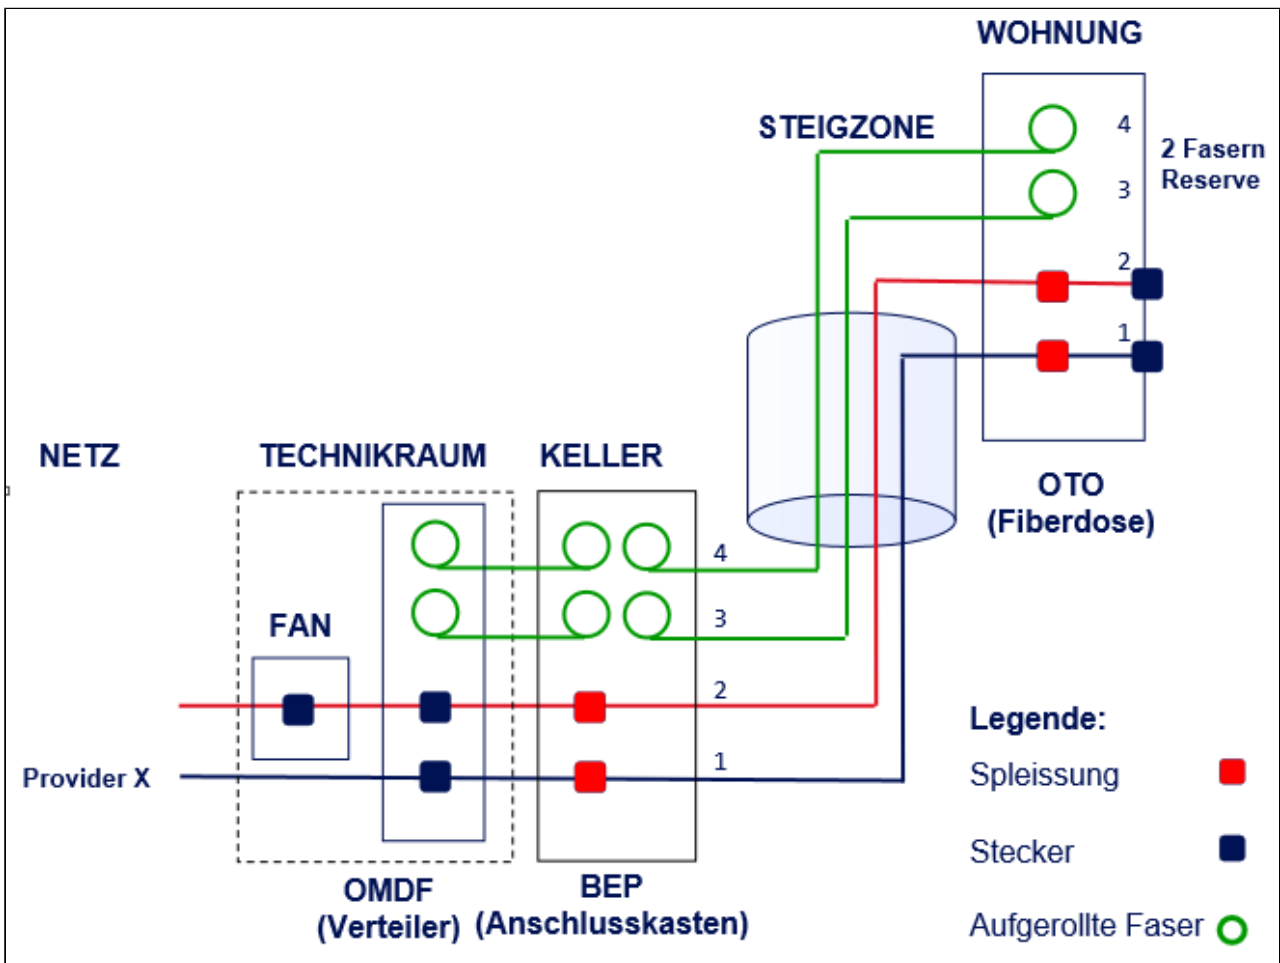 WOHNUNG
STEIGZONE
4
2 Fasern
Reserve
3
2
1
NETZ
TECHNIKRAUM
KELLER
OTO
(Fiberdose)
4
3
FAN
2
1
Provider X
Legende:
Spleissung
Stecker
Aufgerollte Faser
OMDF
(Verteiler)
BEP
(Anschlusskasten)